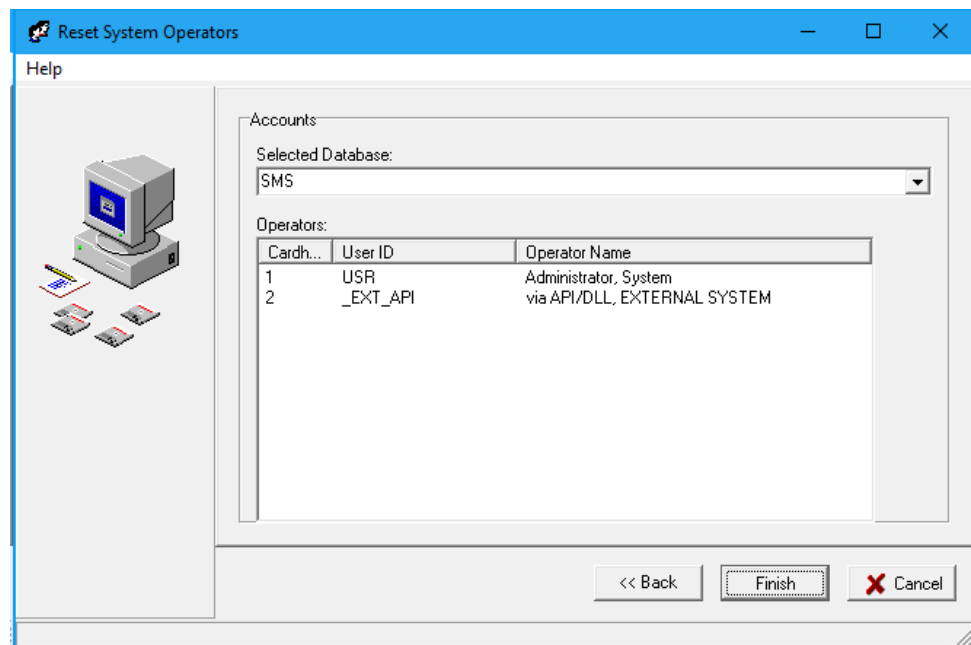 Reset System Operators
Help
Accounts
Selected Database:
SMS
Operators:
Cardh... User ID Operator Name
1 USR Administrator, System
2 _EXT_API via API/DLL, EXTERNAL SYSTEM
<< Back Finish Cancel